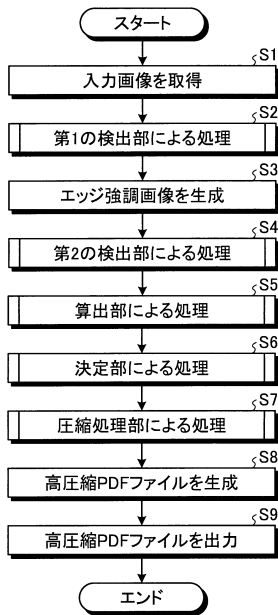 スタート
S1
入力画像を取得
S2
第1の検出部による処理
S3
エッジ強調画像を生成
S4
第2の検出部による処理
S5
算出部による処理
S6
決定部による処理
S7
圧縮処理部による処理
S8
高圧縮PDFファイルを生成
S9
高圧縮PDFファイルを出力
エンド